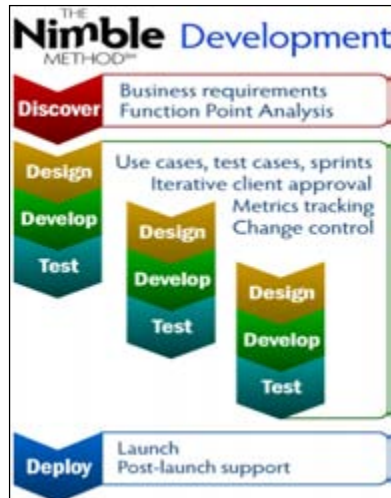 THE
Nimble Development
METHOD℠
Discover
Business requirements
Function Point Analysis
Design
Develop
Test
Use cases, test cases, sprints
Iterative client approval
Metrics tracking
Change control
Design
Develop
Test
Design
Develop
Test
Deploy
Launch
Post-launch support